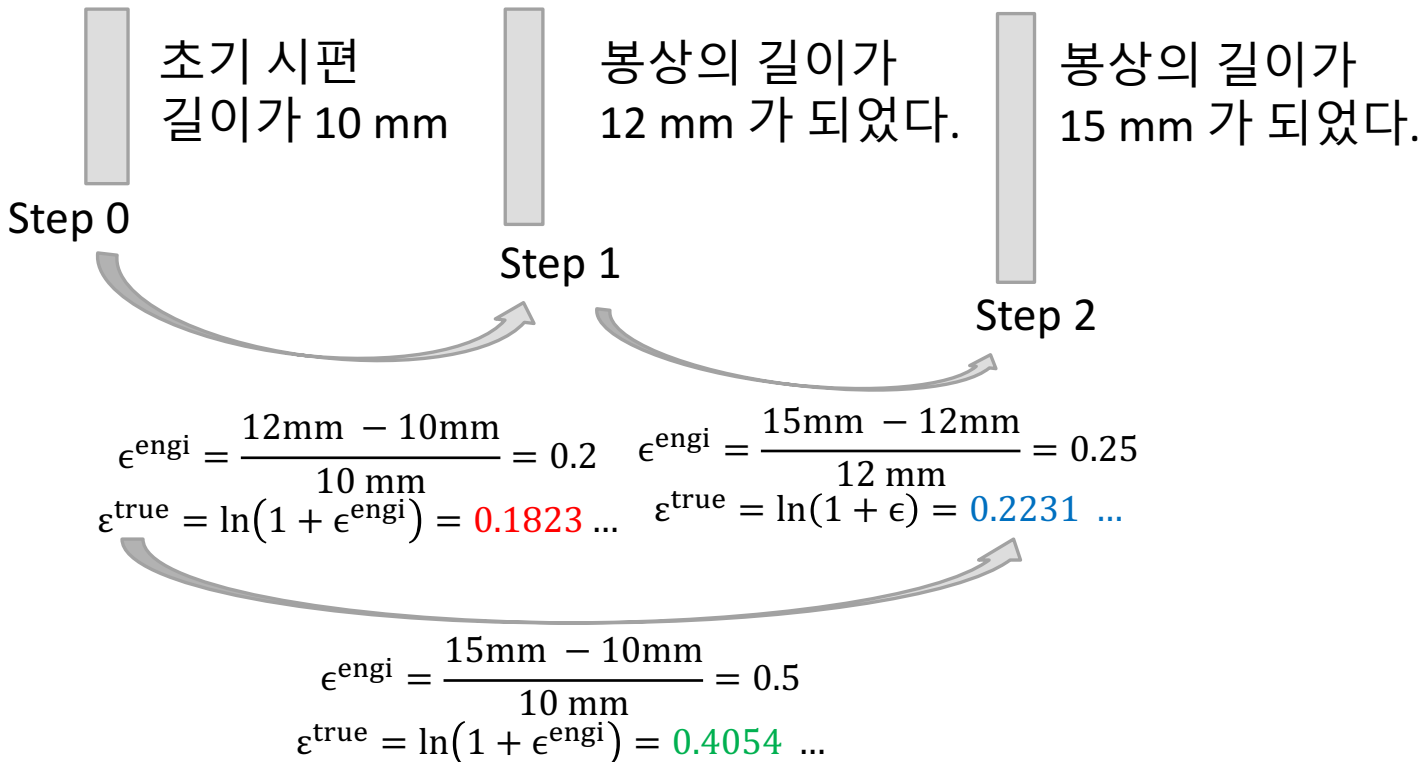 초기 시편
길이가 10 mm
Step 0
봉상의 길이가
12 mm 가 되었다.
Step 1
봉상의 길이가
15 mm 가 되었다.
Step 2
ϵ^engi = (12mm − 10mm) / (10 mm) = 0.2
ε^true = ln(1 + ϵ^engi) = 0.1823 ...
ϵ^engi = (15mm − 12mm) / (12 mm) = 0.25
ε^true = ln(1 + ϵ) = 0.2231 ...
ϵ^engi = (15mm − 10mm) / (10 mm) = 0.5
ε^true = ln(1 + ϵ^engi) = 0.4054 ...